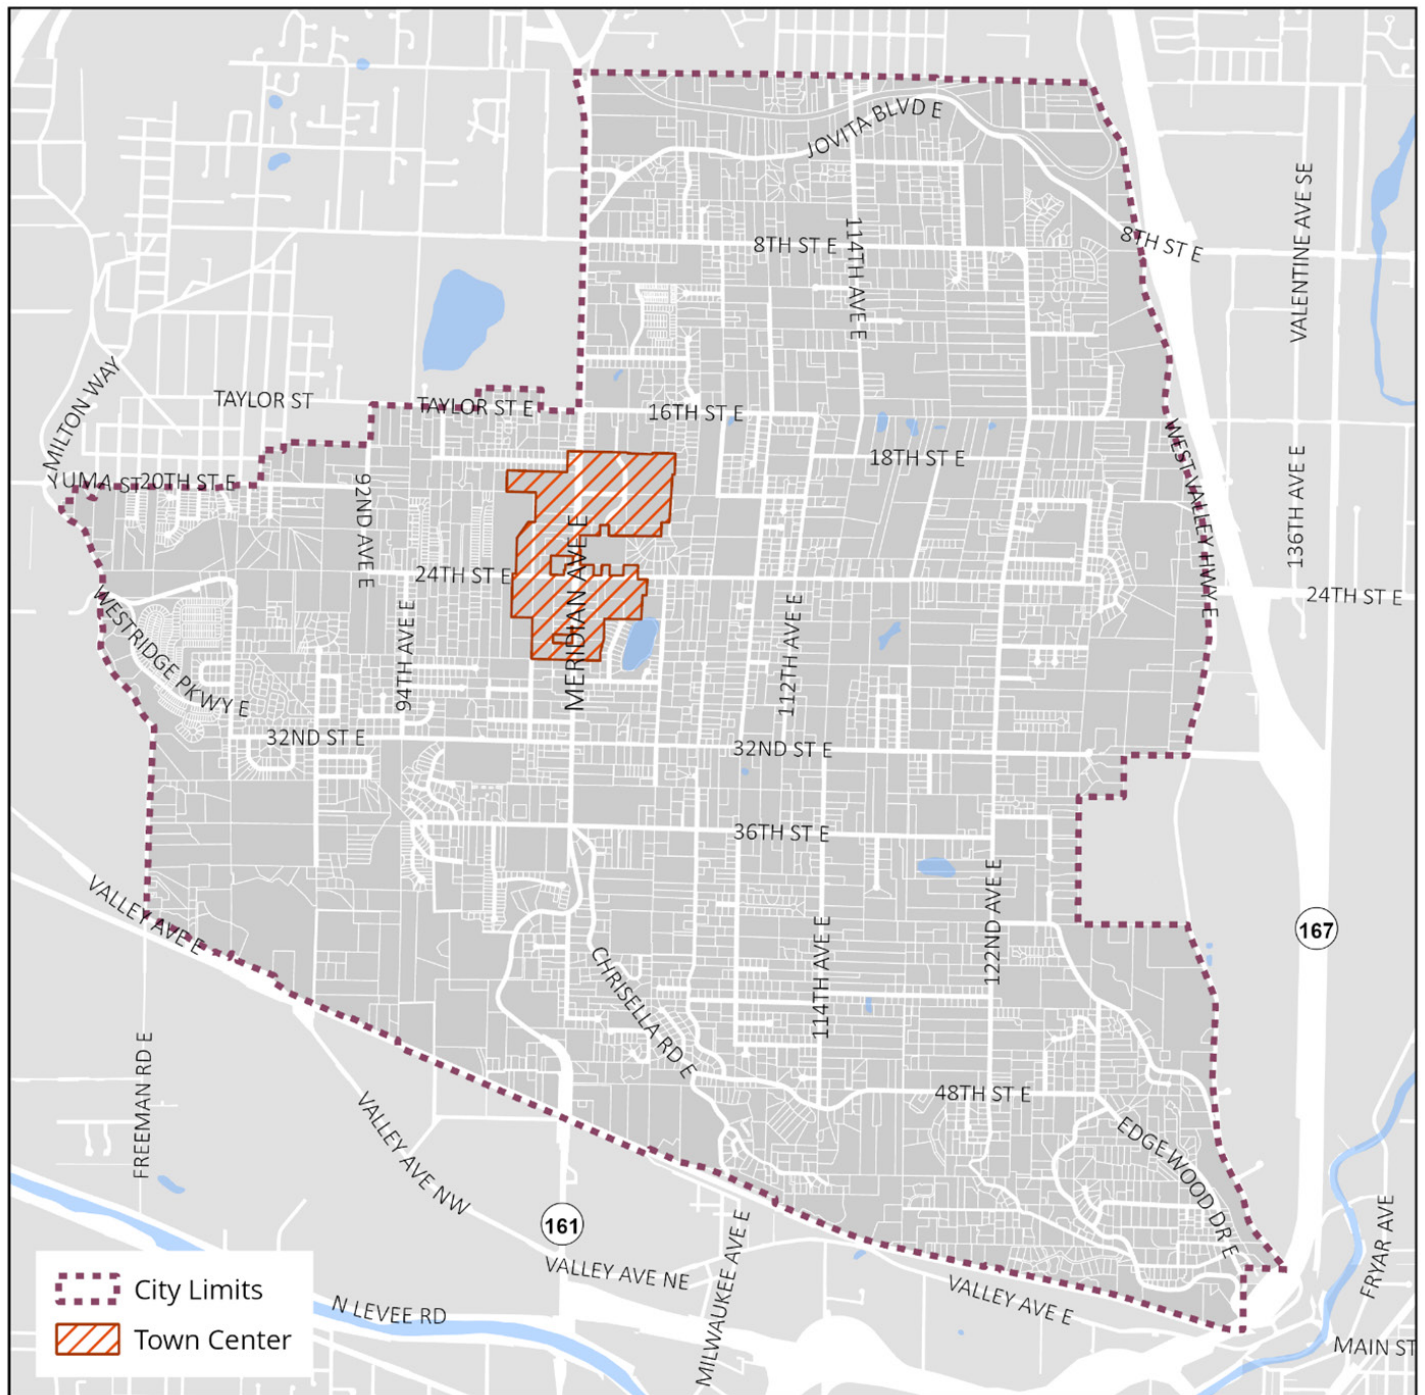 JOVITA BLVD E
8TH ST E
114TH AVE E
8TH ST E
VALENTINE AVE SE
MILTON WAY
TAYLOR ST
TAYLOR ST E
16TH ST E
18TH ST E
YUMA ST
20TH ST E
92ND AVE E
WEST VALLEY HWY E
136TH AVE E
24TH ST E
MERIDIAN AVE E
24TH ST E
WESTRIDGE PKWY E
94TH AVE E
112TH AVE E
32ND ST E
32ND ST E
36TH ST E
VALLEY AVE E
122ND AVE E
167
CHRISELLA RD E
114TH AVE E
FREEMAN RD E
VALLEY AVE NW
48TH ST E
EDGEWOOD DR E
161
VALLEY AVE NE
MILWAUKEE AVE E
VALLEY AVE E
FRYAR AVE
N LEVEE RD
MAIN ST
City Limits
Town Center